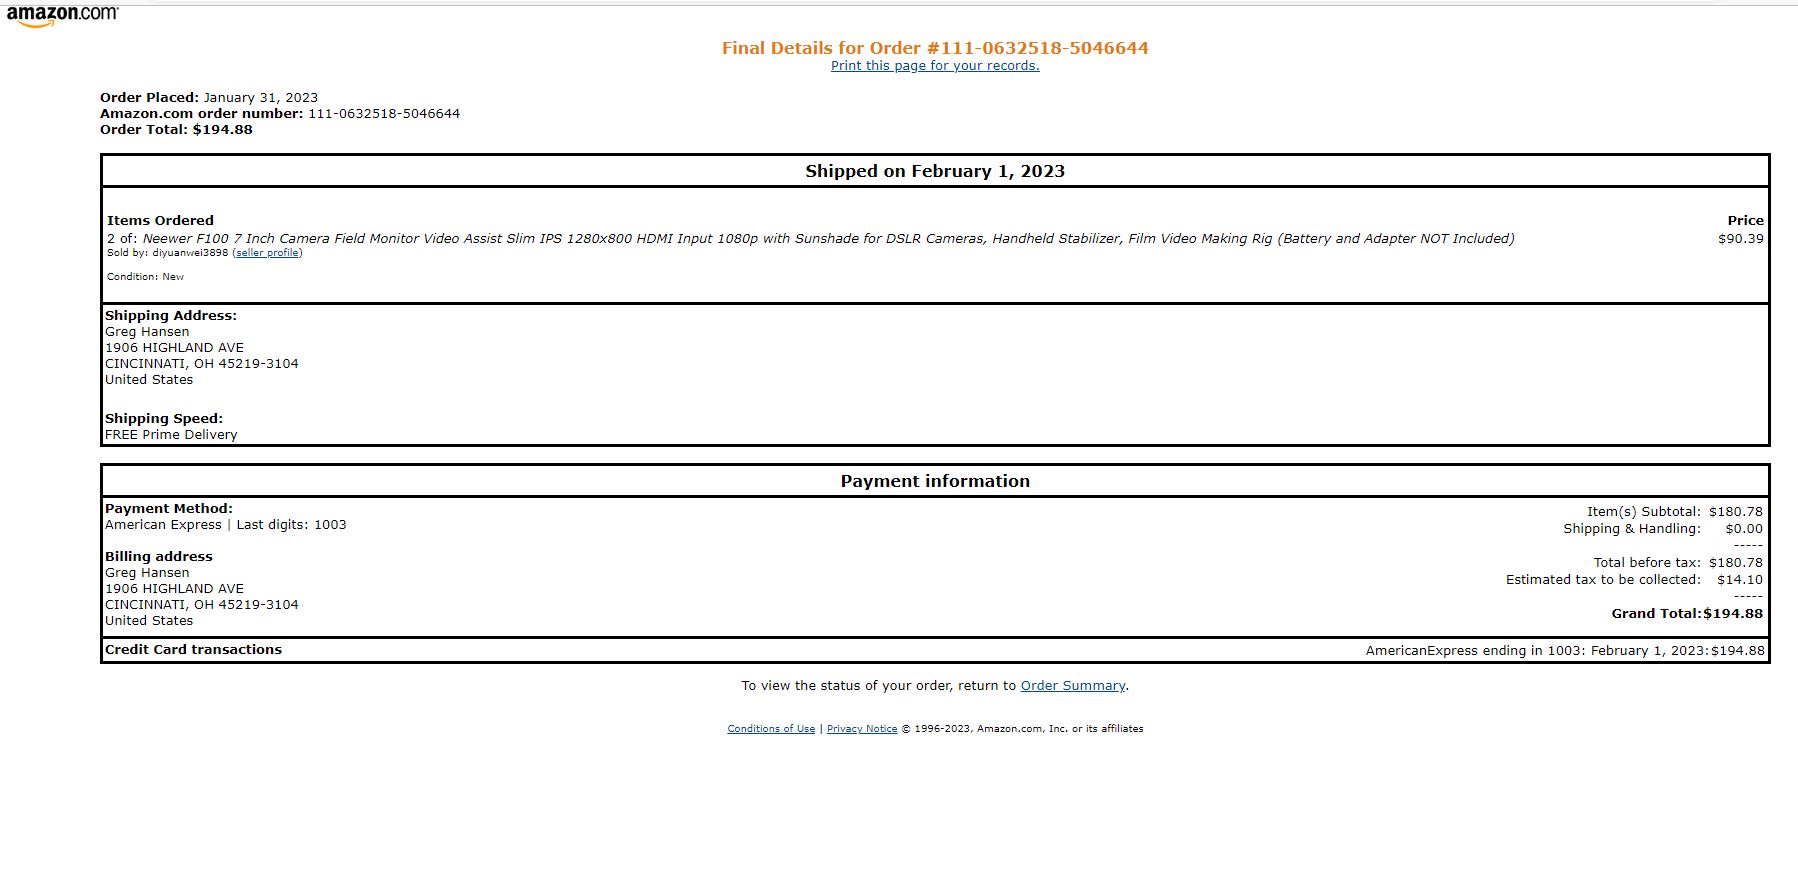 amazon.com
Final Details for Order #111-0632518-5046644
Print this page for your records.
Order Placed: January 31, 2023
Amazon.com order number: 111-0632518-5046644
Order Total: $194.88
Shipped on February 1, 2023
Items Ordered Price
2 of: Neewer F100 7 Inch Camera Field Monitor Video Assist Slim IPS 1280x800 HDMI Input 1080p with Sunshade for DSLR Cameras, Handheld Stabilizer, Film Video Making Rig (Battery and Adapter NOT Included) $90.39
Sold by: diyuanwei3898 (seller profile)
Condition: New
Shipping Address:
Greg Hansen
1906 HIGHLAND AVE
CINCINNATI, OH 45219-3104
United States
Shipping Speed:
FREE Prime Delivery
Payment information
Payment Method:
American Express | Last digits: 1003
Billing address
Greg Hansen
1906 HIGHLAND AVE
CINCINNATI, OH 45219-3104
United States
Item(s) Subtotal: $180.78
Shipping & Handling: $0.00
-----
Total before tax: $180.78
Estimated tax to be collected: $14.10
-----
Grand Total:$194.88
Credit Card transactions AmericanExpress ending in 1003: February 1, 2023:$194.88
To view the status of your order, return to Order Summary.
Conditions of Use | Privacy Notice © 1996-2023, Amazon.com, Inc. or its affiliates